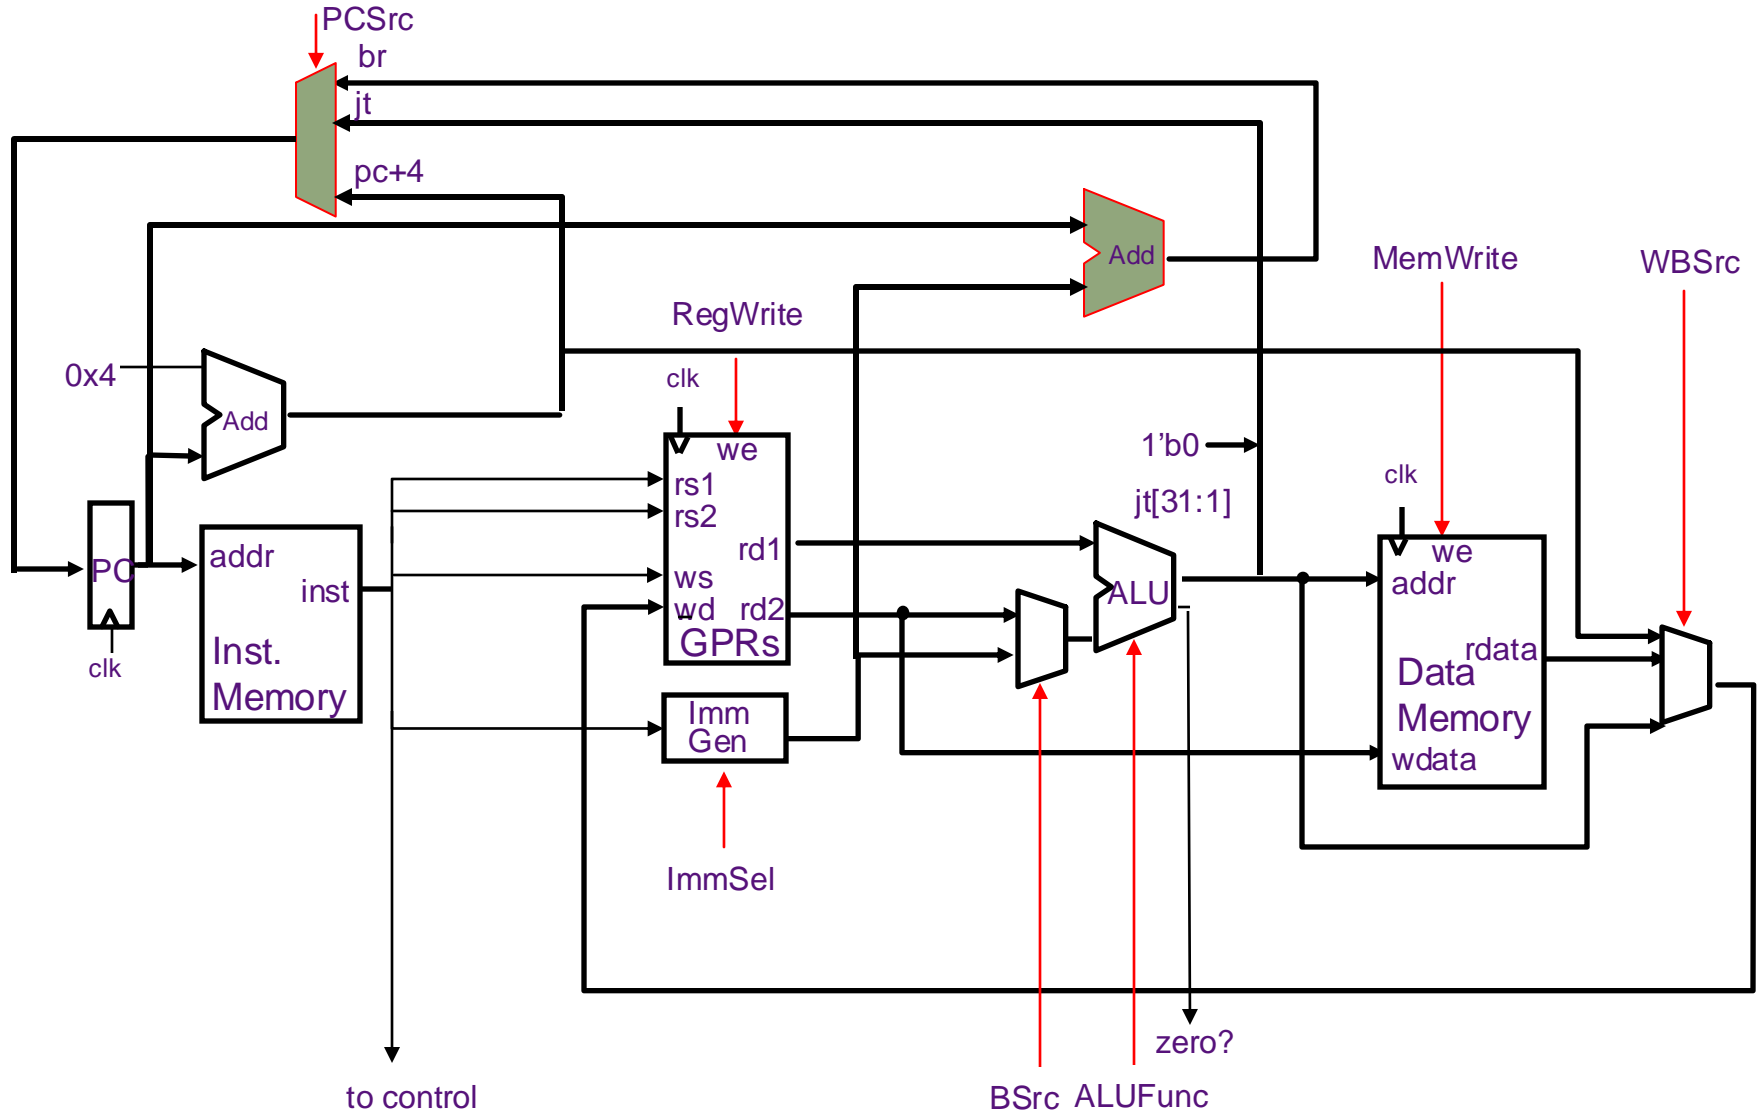 PCSrc
br
jt
pc+4
Add
MemWrite
WBSrc
RegWrite
0x4
clk
Add
we
1'b0
clk
rs1
rs2
jt[31:1]
rd1
we
addr
PC
addr
inst
ws
ALU
wd
rd2
GPRs
rdata
Inst.
Memory
clk
Data
Memory
Imm
Gen
wdata
ImmSel
zero?
to control
BSrc
ALUFunc